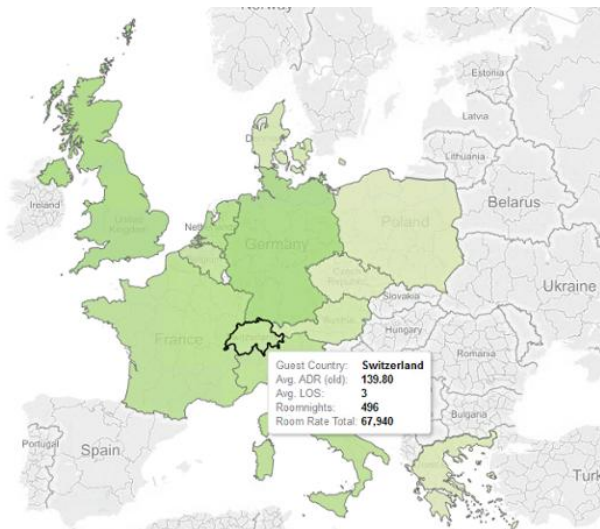 Norway
Estonia
Latvia
Lithuania
Ireland
United
Kingdom
Belarus
Germany
Poland
Czech
Republic
Ukraine
Slovakia
Austria
France
Hungary
Guest Country: Switzerland
Avg. ADR (old): 139.80
Avg. LOS: 3
Roomnights: 496
Room Rate Total: 67,940
Romania
Bulgaria
Portugal
Spain
Turk